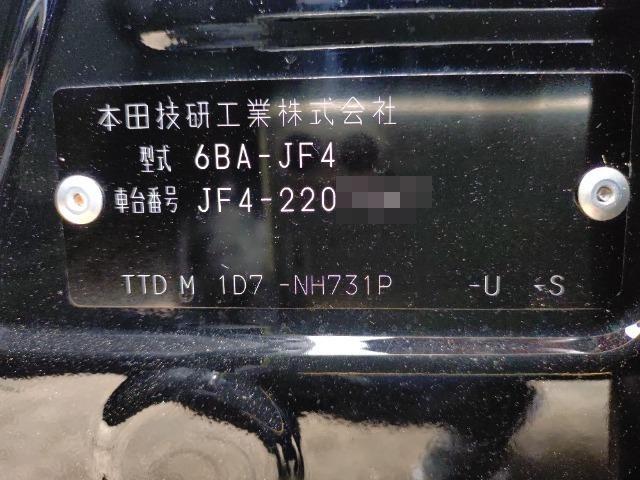 本田技研工業株式会社
型式 6BA-JF4
車台番号 JF4-220
TTD M 1D7 -NH731P -U -S